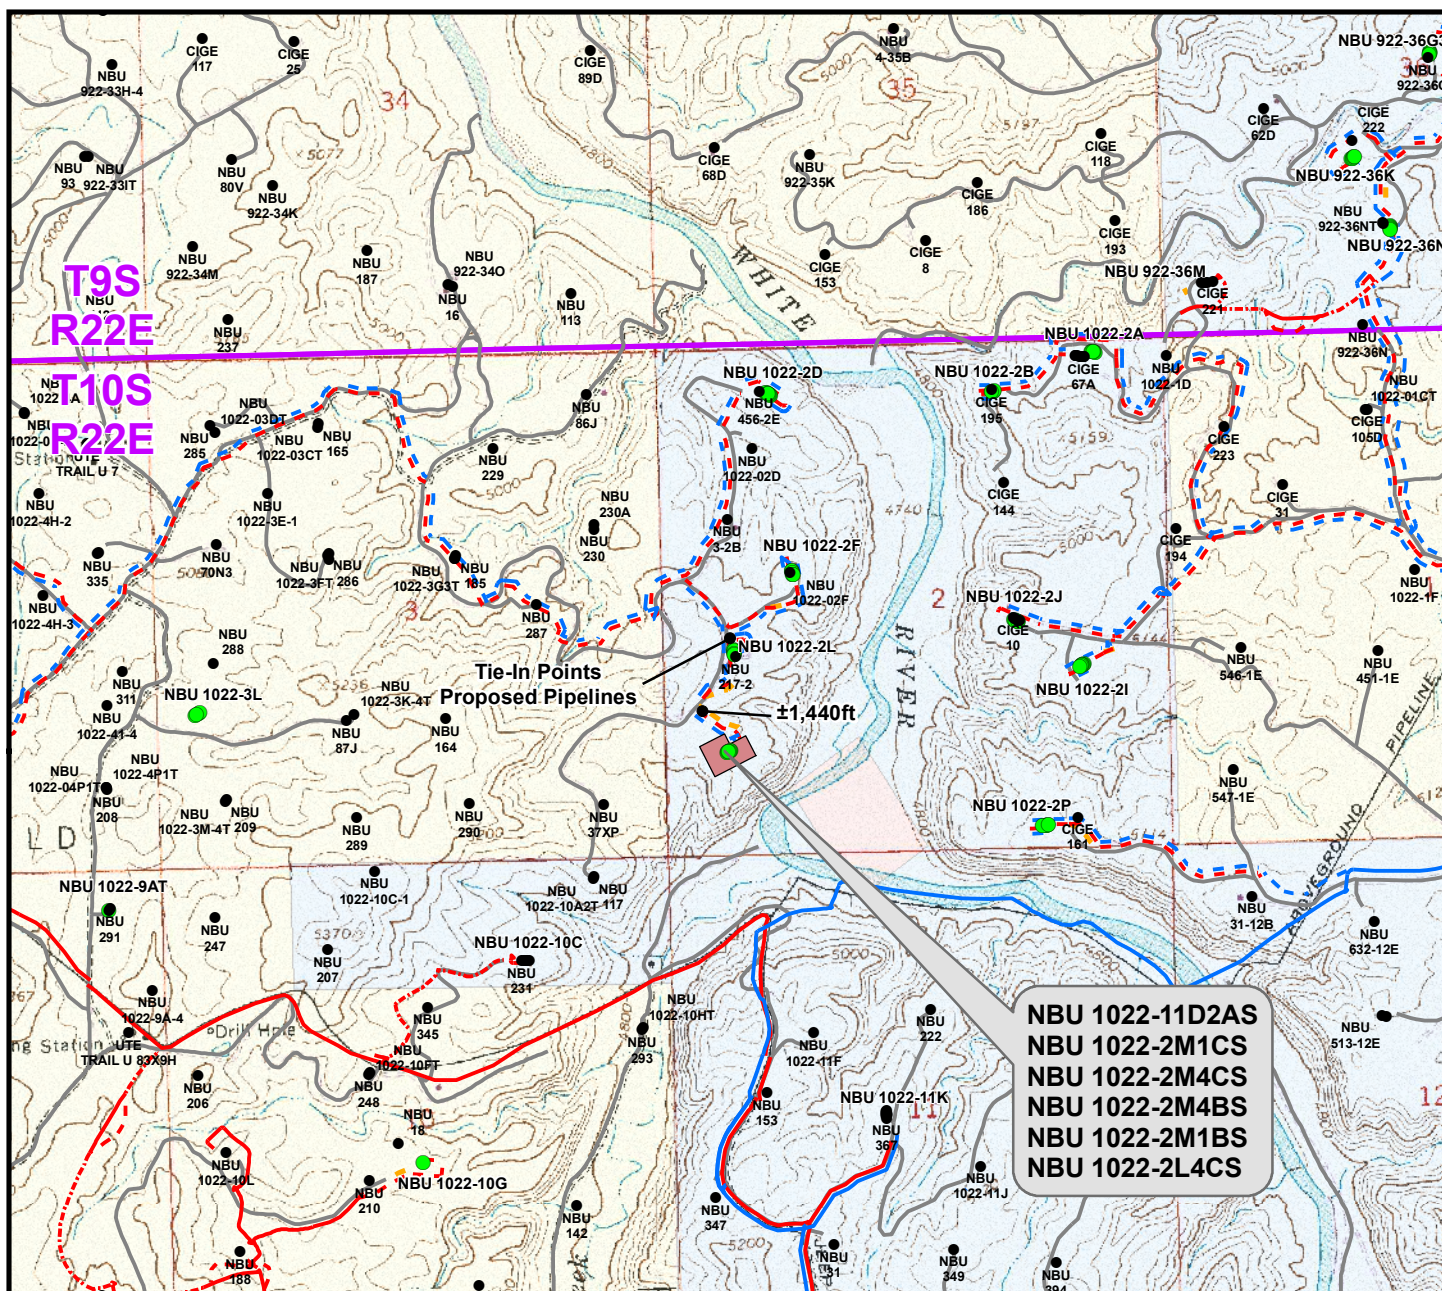 CIGE
117
CIGE
25
NBU
922-33H-4
CIGE
89D
NBU
4-35B
35
34
NBU 922-36G3
NBU
CIGE
62D
CIGE
222
NBU 922-36K
CIGE
118
NBU
93
NBU
922-33IT
NBU
80V
NBU
922-34K
CIGE
68D
NBU
922-35K
CIGE
186
CIGE
193
CIGE
8
CIGE
153
NBU
922-36NT
NBU 922-36N
NBU
922-34M
NBU
187
NBU
922-34O
NBU
16
NBU
113
NBU
237
WHITE
NBU 922-36M
CIGE
221
NBU
922-36N
T9S
R22E
T10S
R22E
NBU 1022-2A
CIGE
67A
NBU
1022-1D
NBU
1022-01CT
CIGE
105D
NBU 1022-2B
CIGE
195
NBU 1022-2D
NBU
456-2E
NBU
86J
NBU
1022-03DT
NBU
285
NBU
1022-03CT
NBU
165
UTE
TRAIL U 7
NBU
229
NBU
1022-02D
CIGE
223
CIGE
144
CIGE
31
NBU
1022-4H-2
NBU
1022-3E-1
NBU
230A
NBU
230
NBU
3-2B
CIGE
194
NBU 1022-2F
NBU
1022-02F
NBU
335
NBU
70N3
NBU
1022-3FT
NBU
286
NBU
1022-3G3T
NBU
185
NBU
287
NBU
1022-1F
NBU
1022-4H-3
3
2
NBU 1022-2J
CIGE
10
RIVER
NBU
288
NBU
311
NBU 1022-3L
NBU
1022-3K-4T
NBU
87J
NBU
164
Tie-In Points
Proposed Pipelines
NBU 1022-2L
NBU
217-2
±1,440ft
NBU 1022-2I
NBU
546-1E
NBU
451-1E
PIPELINE
ABOVEGROUND
NBU
1022-41-4
NBU
1022-4P1T
NBU
1022-04P1T
NBU
208
NBU
1022-3M-4T
NBU
209
NBU
289
NBU
290
NBU
37XP
NBU
547-1E
NBU 1022-2P
CIGE
161
L D
NBU 1022-9AT
NBU
291
NBU
247
NBU
1022-10C-1
NBU
1022-10A2T
NBU
117
NBU
207
NBU 1022-10C
NBU
231
NBU
31-12B
NBU
632-12E
NBU
1022-9A-4
Drill Hole
UTE
TRAIL U 83X9H
NBU
345
NBU
1022-10FT
NBU
248
NBU
1022-10HT
NBU
293
NBU
1022-11F
NBU
222
NBU
513-12E
NBU 1022-11D2AS
NBU 1022-2M1CS
NBU 1022-2M4CS
NBU 1022-2M4BS
NBU 1022-2M1BS
NBU 1022-2L4CS
NBU
206
NBU
18
NBU
153
NBU 1022-11K
NBU
367
11
12
NBU
1022-10L
NBU 1022-10G
NBU
210
NBU
142
NBU
347
NBU
1022-11J
NBU
188
NBU
31
NBU
349
NBU
394